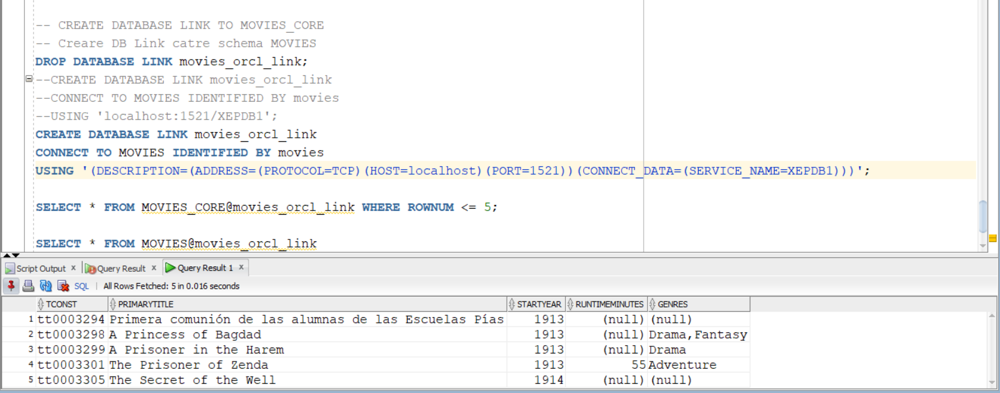 -- CREATE DATABASE LINK TO MOVIES_CORE
-- Creare DB Link catre schema MOVIES
DROP DATABASE LINK movies_orcl_link;
--CREATE DATABASE LINK movies_orcl_link
--CONNECT TO MOVIES IDENTIFIED BY movies
--USING 'localhost:1521/XEPDB1';
CREATE DATABASE LINK movies_orcl_link
CONNECT TO MOVIES IDENTIFIED BY movies
USING '(DESCRIPTION=(ADDRESS=(PROTOCOL=TCP)(HOST=localhost)(PORT=1521))(CONNECT_DATA=(SERVICE_NAME=XEPDB1)))';
SELECT * FROM MOVIES_CORE@movies_orcl_link WHERE ROWNUM <= 5;
SELECT * FROM MOVIES@movies_orcl_link
Script Output x Query Result x Query Result 1 x
SQL | All Rows Fetched: 5 in 0.016 seconds
TCONST PRIMARYTITLE STARTYEAR RUNTIMEMINUTES GENRES
1 tt0003294 Primera comunión de las alumnas de las Escuelas Pías 1913 (null) (null)
2 tt0003298 A Princess of Bagdad 1913 (null) Drama,Fantasy
3 tt0003299 A Prisoner in the Harem 1913 (null) Drama
4 tt0003301 The Prisoner of Zenda 1913 55 Adventure
5 tt0003305 The Secret of the Well 1914 (null) (null)